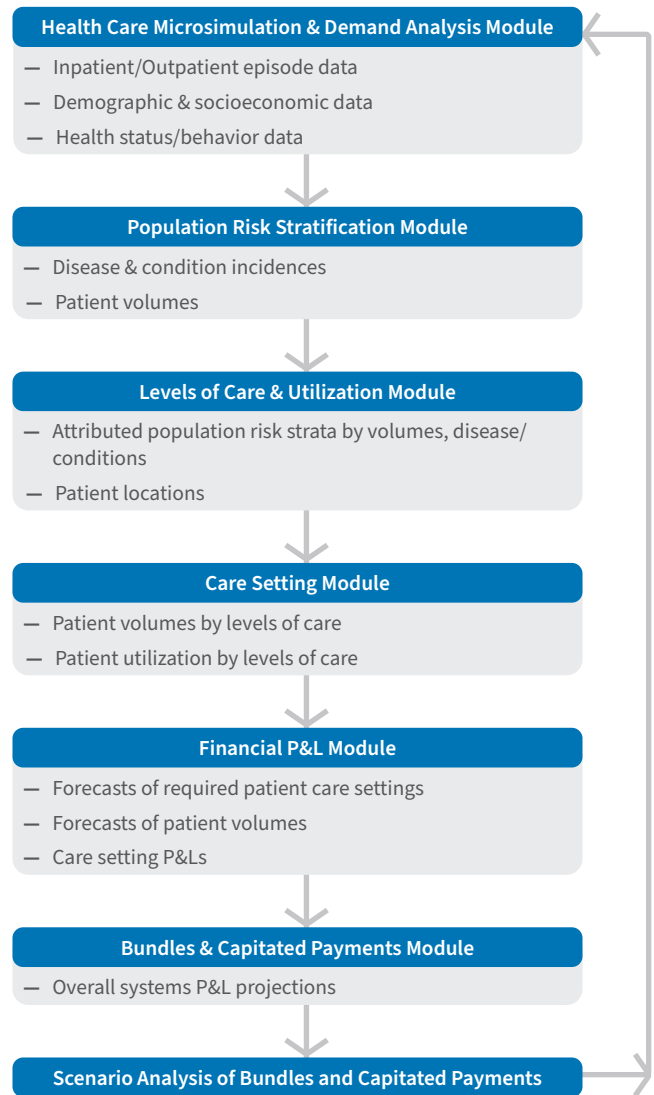 Health Care Microsimulation & Demand Analysis Module
— Inpatient/Outpatient episode data
— Demographic & socioeconomic data
— Health status/behavior data
Population Risk Stratification Module
— Disease & condition incidences
— Patient volumes
Levels of Care & Utilization Module
— Attributed population risk strata by volumes, disease/
conditions
— Patient locations
Care Setting Module
— Patient volumes by levels of care
— Patient utilization by levels of care
Financial P&L Module
— Forecasts of required patient care settings
— Forecasts of patient volumes
— Care setting P&Ls
Bundles & Capitated Payments Module
— Overall systems P&L projections
Scenario Analysis of Bundles and Capitated Payments